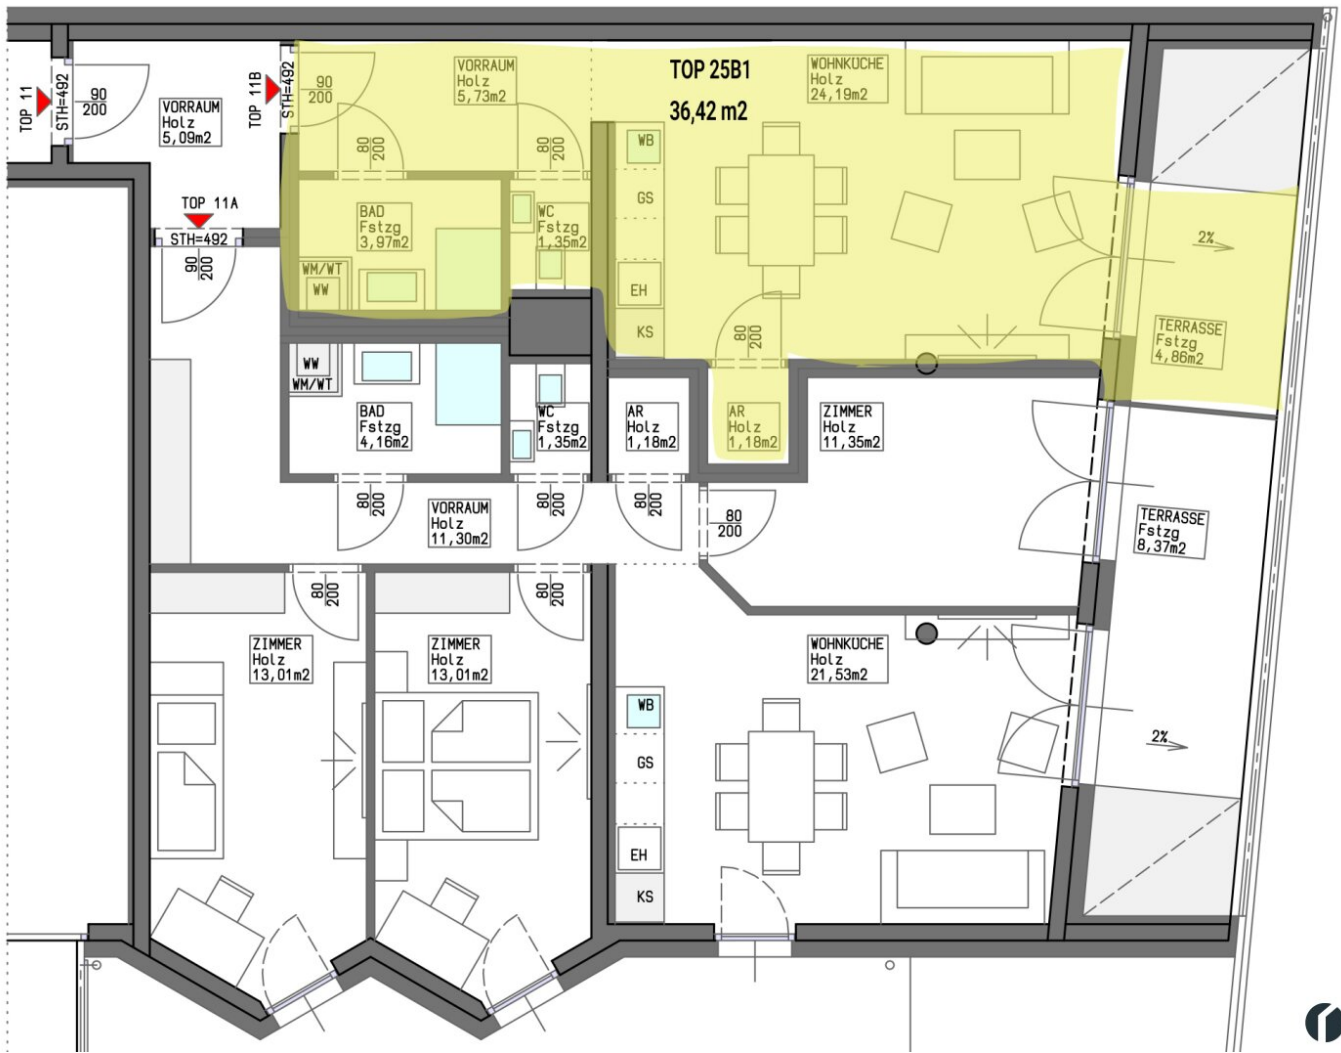 TOP 11
STH=492
90
200
VORRAUM
Holz
5,09m2
TOP 11B
STH=492
90
200
VORRAUM
Holz
5,73m2
TOP 25B1
36,42 m2
WOHNKÜCHE
Holz
24,19m2
80
200
80
200
WB
GS
EH
KS
TOP 11A
STH=492
90
200
BAD
Fstzg
3,97m2
WM/WT
WW
WC
Fstzg
1,35m2
80
200
2%
TERRASSE
Fstzg
4,86m2
WW
WM/WT
BAD
Fstzg
4,16m2
WC
Fstzg
1,35m2
AR
Holz
1,18m2
AR
Holz
1,18m2
ZIMMER
Holz
11,35m2
80
200
80
200
80
200
80
200
VORRAUM
Holz
11,30m2
TERRASSE
Fstzg
8,37m2
80
200
80
200
ZIMMER
Holz
13,01m2
ZIMMER
Holz
13,01m2
WOHNKÜCHE
Holz
21,53m2
WB
GS
EH
KS
2%